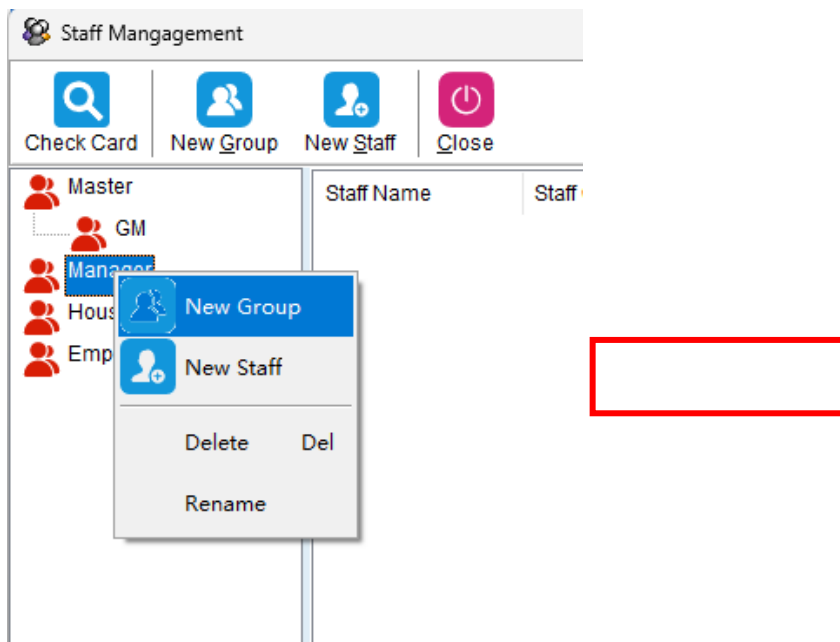 Staff Mangagement
Check Card New Group New Staff Close
Master
GM
Manager
Staff Name Staff
New Group
New Staff
Delete Del
Rename